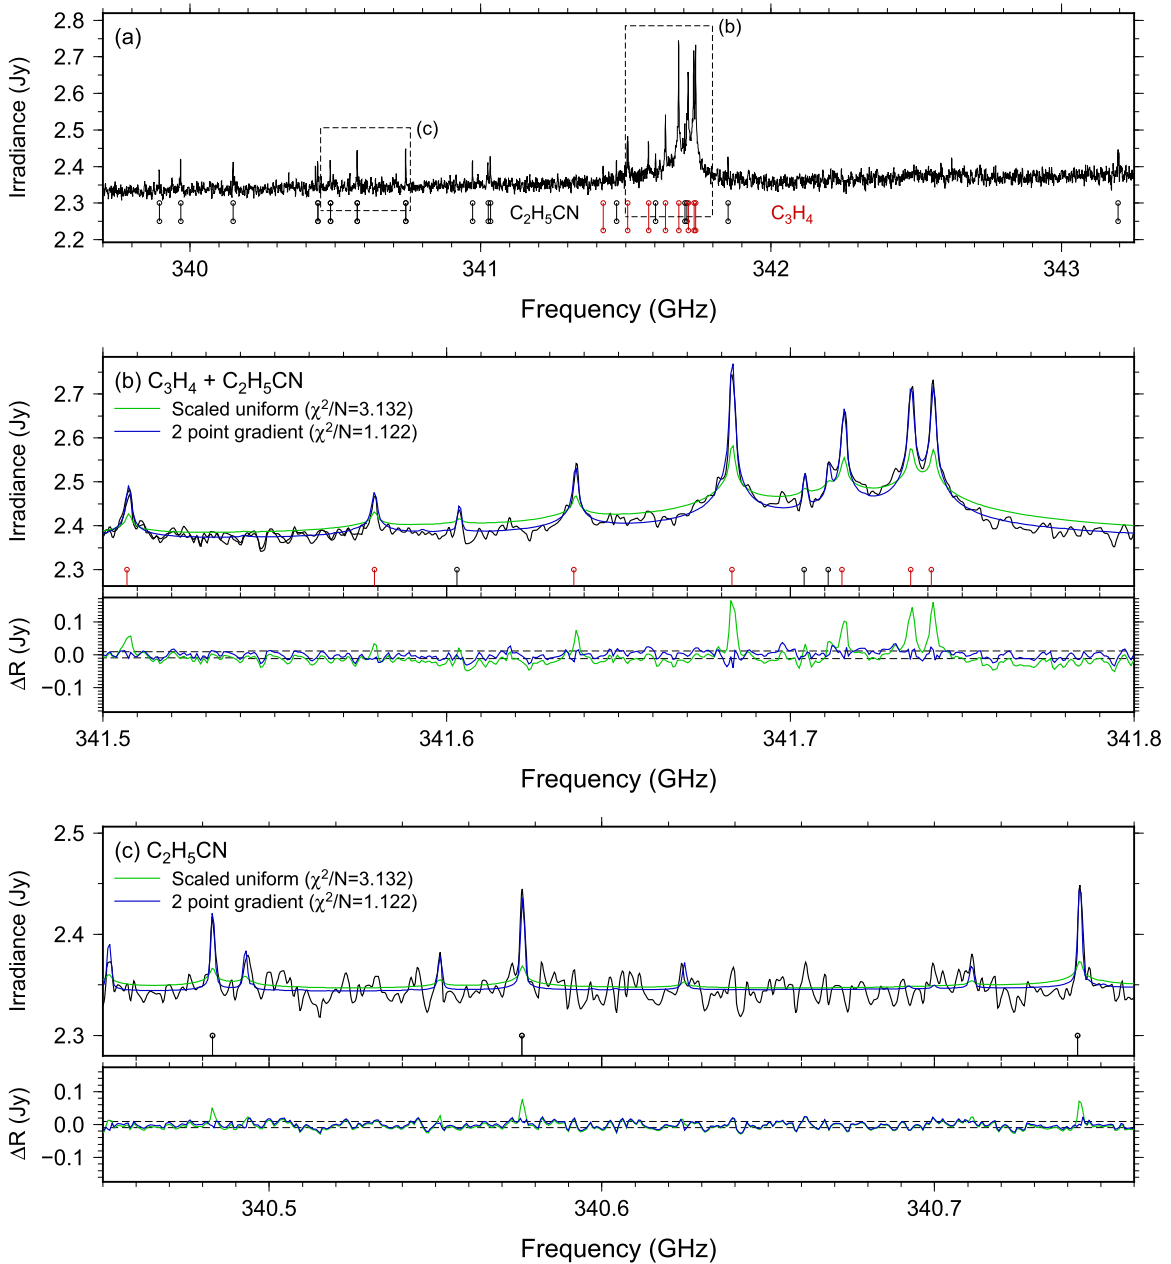 2.8
2.7
2.6
2.5
2.4
2.3
2.2
Irradiance (Jy)
(a)
(b)
(c)
C2H5CN
C3H4
340
341
342
343
Frequency (GHz)
2.7
2.6
2.5
2.4
2.3
Irradiance (Jy)
(b) C3H4 + C2H5CN
Scaled uniform (χ²/N=3.132)
2 point gradient (χ²/N=1.122)
0.1
0.0
−0.1
ΔR (Jy)
341.5
341.6
341.7
341.8
Frequency (GHz)
2.5
2.4
2.3
Irradiance (Jy)
(c) C2H5CN
Scaled uniform (χ²/N=3.132)
2 point gradient (χ²/N=1.122)
0.1
0.0
−0.1
ΔR (Jy)
340.5
340.6
340.7
Frequency (GHz)